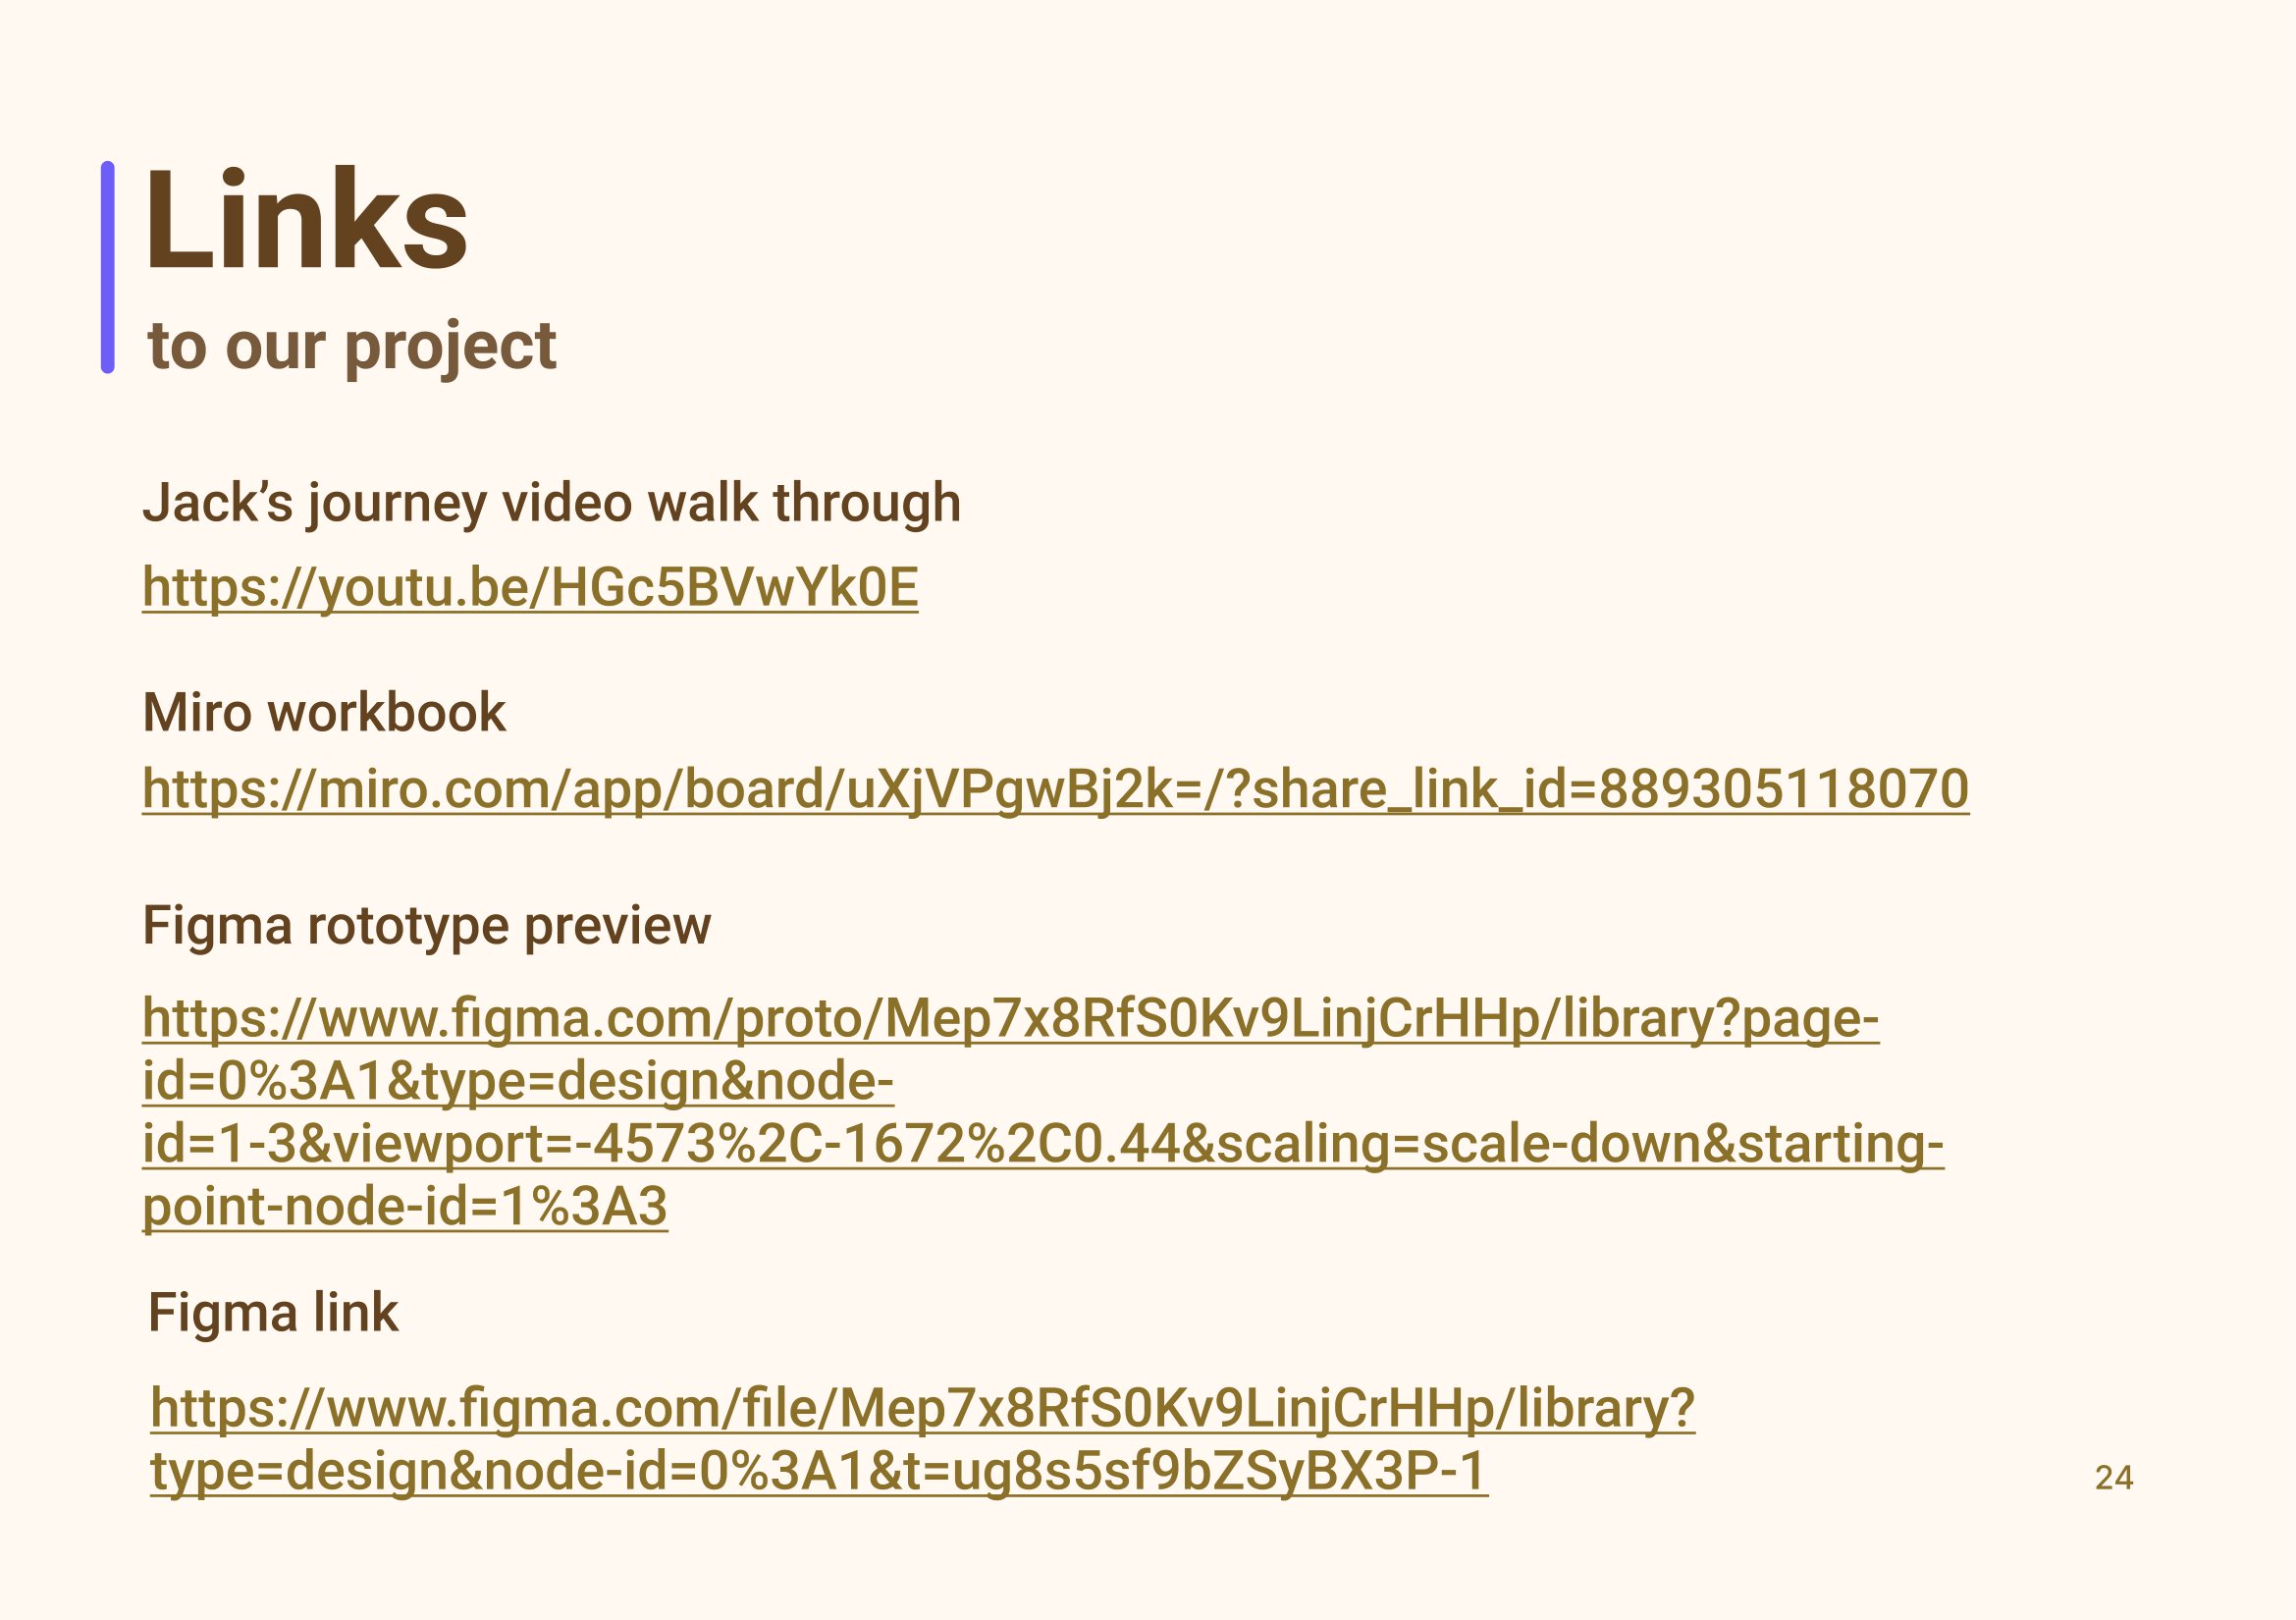 Links
to our project
Jack’s journey video walk through
https://youtu.be/HGc5BVwYk0E
Miro workbook
https://miro.com/app/board/uXjVPgwBj2k=/?share_link_id=889305118070
Figma rototype preview
https://www.figma.com/proto/Mep7x8RfS0Kv9LinjCrHHp/library?page-
id=0%3A1&type=design&node-
id=1-3&viewport=-4573%2C-1672%2C0.44&scaling=scale-down&starting-
point-node-id=1%3A3
Figma link
https://www.figma.com/file/Mep7x8RfS0Kv9LinjCrHHp/library?
type=design&node-id=0%3A1&t=ug8s5sf9bZSyBX3P-1
24